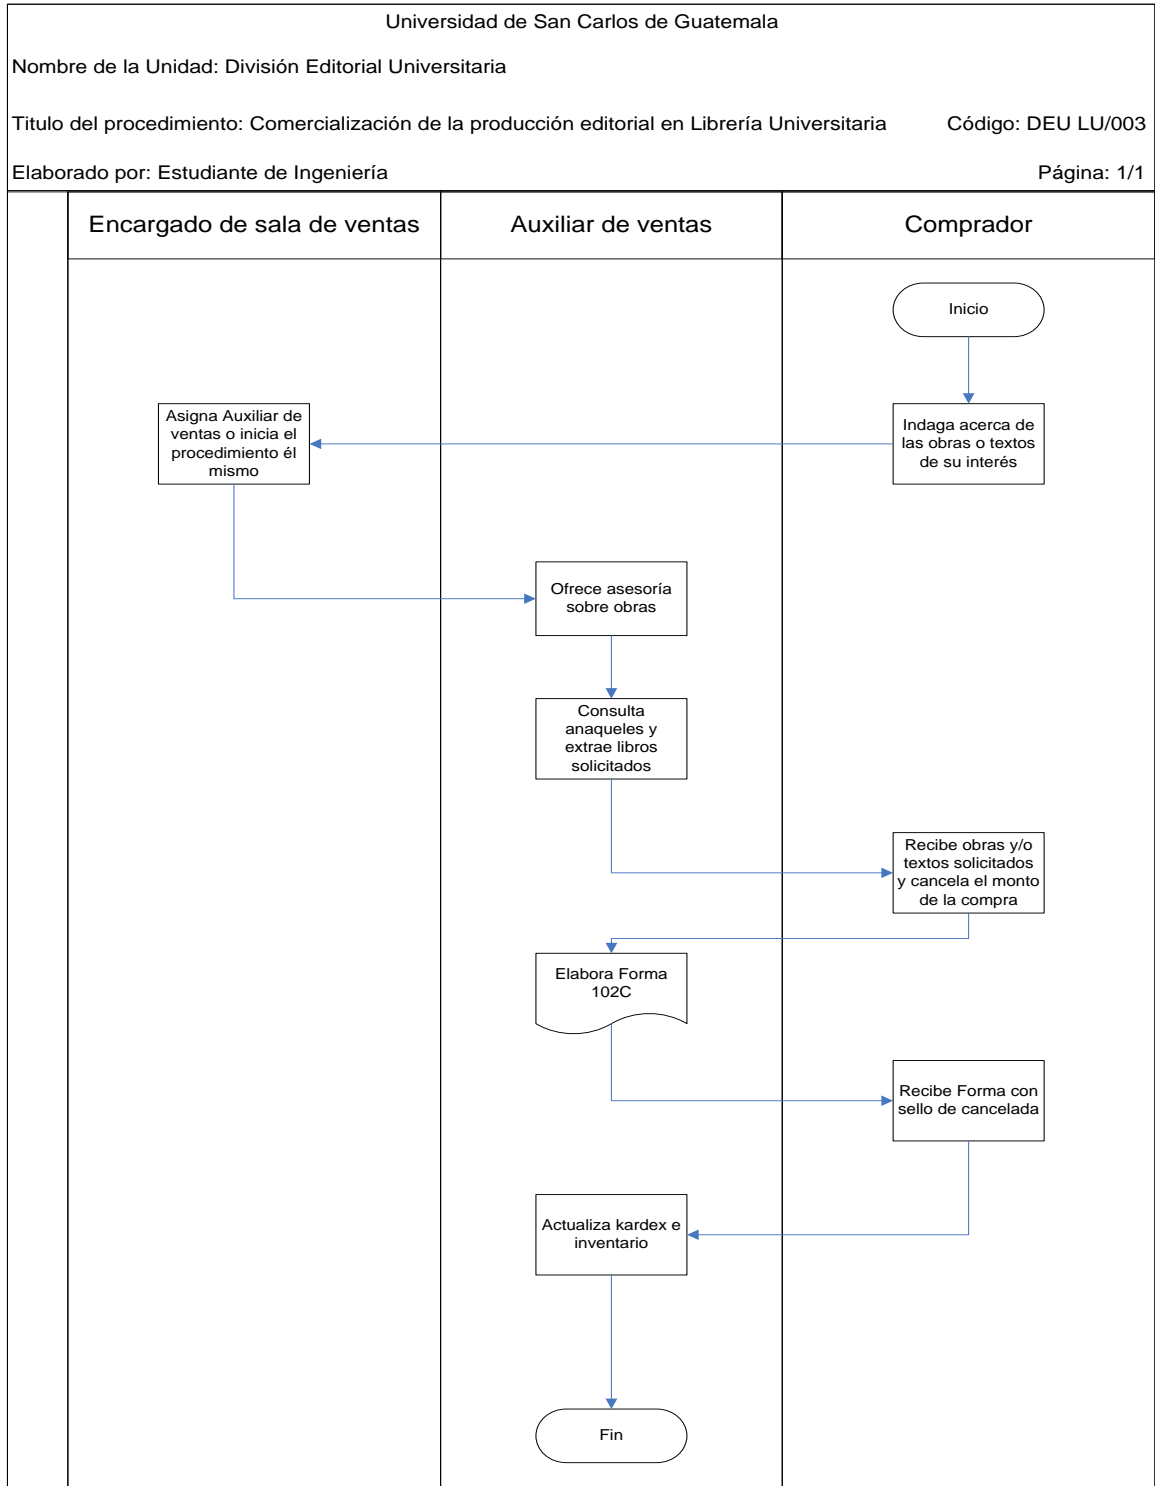 Universidad de San Carlos de Guatemala
Nombre de la Unidad: División Editorial Universitaria
Titulo del procedimiento: Comercialización de la producción editorial en Librería Universitaria Código: DEU LU/003
Elaborado por: Estudiante de Ingeniería Página: 1/1
Encargado de sala de ventas Auxiliar de ventas Comprador
Inicio
Indaga acerca de
las obras o textos
de su interés
Asigna Auxiliar de
ventas o inicia el
procedimiento él
mismo
Ofrece asesoría
sobre obras
Consulta
anaqueles y
extrae libros
solicitados
Recibe obras y/o
textos solicitados
y cancela el monto
de la compra
Elabora Forma
102C
Recibe Forma con
sello de cancelada
Actualiza kardex e
inventario
Fin